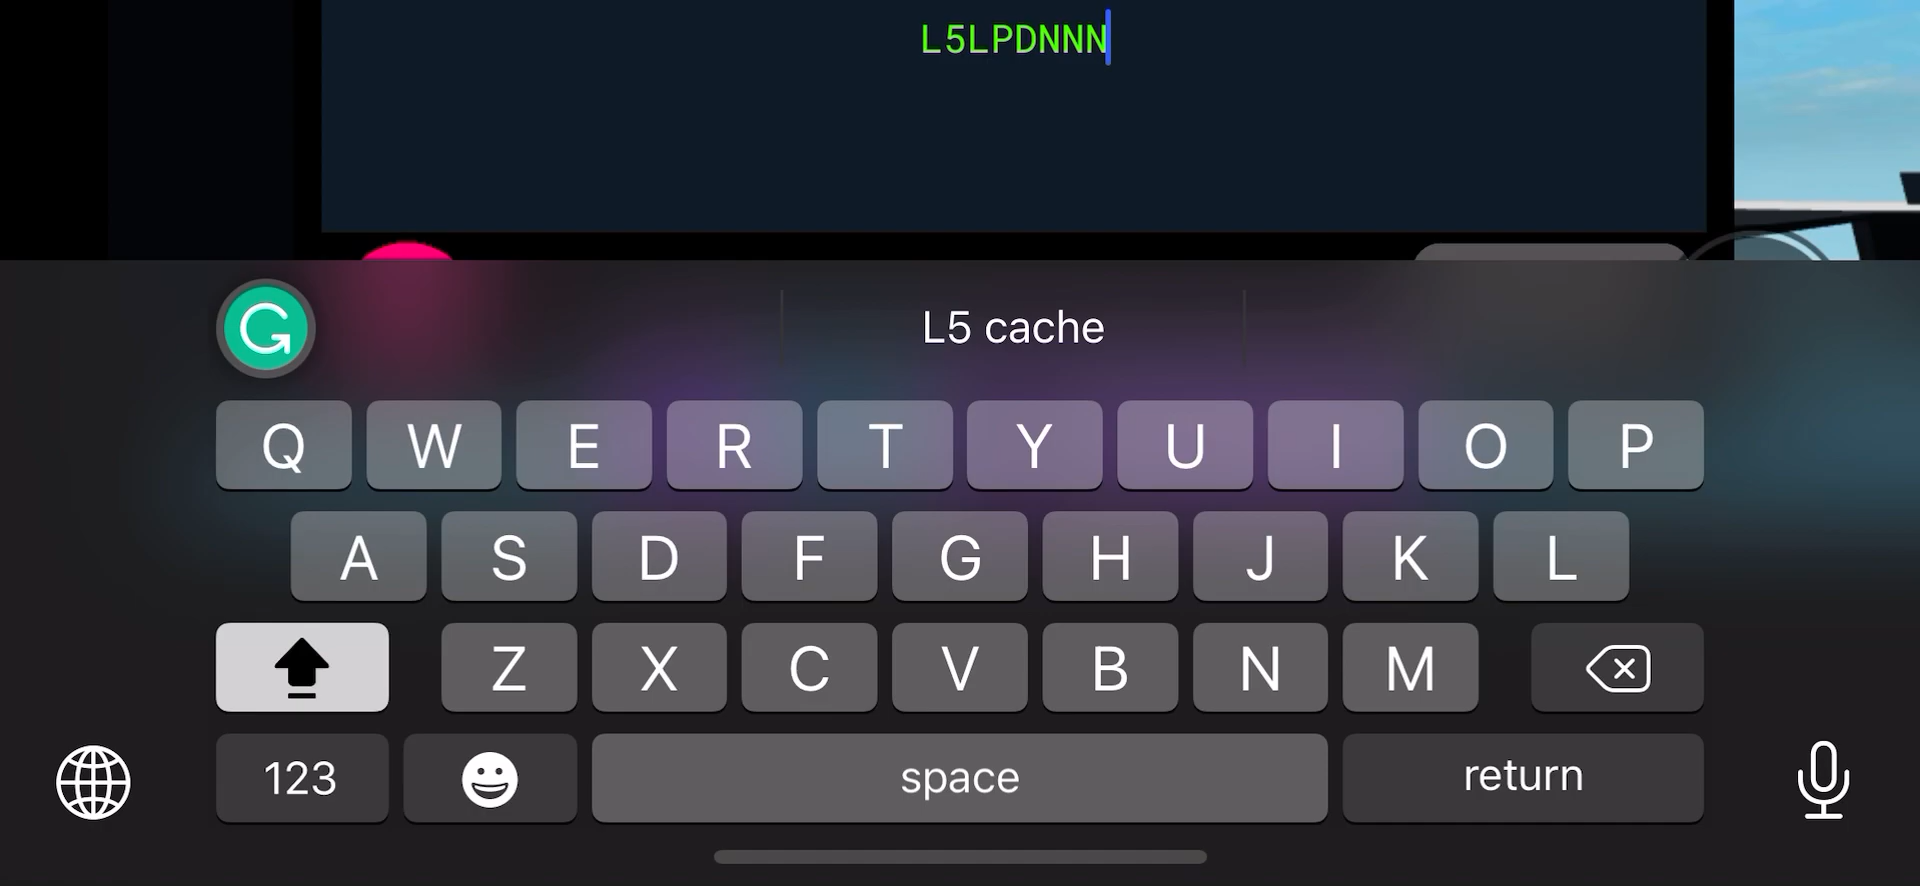 L5LPDNNN
L5 cache
Q W E R T Y U I O P
A S D F G H J K L
Z X C V B N M
123 space return